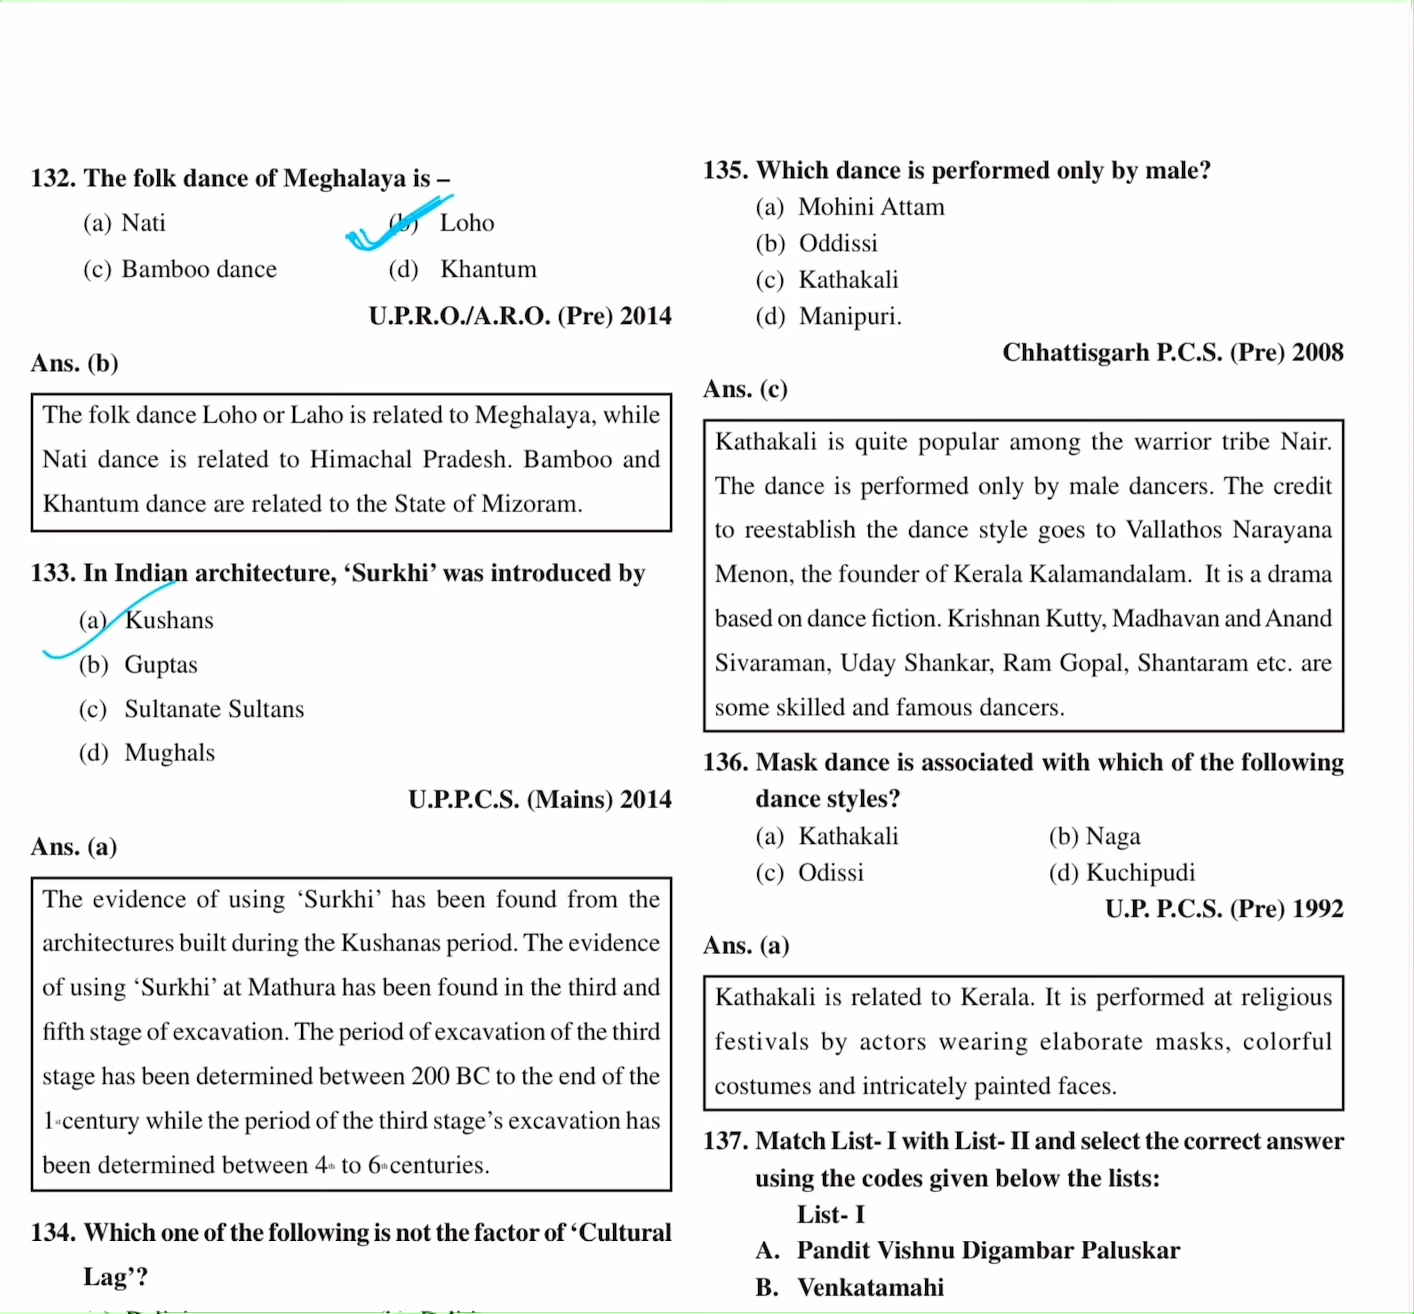 132. The folk dance of Meghalaya is –
(a) Nati (b) Loho
(c) Bamboo dance (d) Khantum
U.P.R.O./A.R.O. (Pre) 2014
Ans. (b)
The folk dance Loho or Laho is related to Meghalaya, while
Nati dance is related to Himachal Pradesh. Bamboo and
Khantum dance are related to the State of Mizoram.
133. In Indian architecture, ‘Surkhi’ was introduced by
(a) Kushans
(b) Guptas
(c) Sultanate Sultans
(d) Mughals
U.P.P.C.S. (Mains) 2014
Ans. (a)
The evidence of using ‘Surkhi’ has been found from the
architectures built during the Kushanas period. The evidence
of using ‘Surkhi’ at Mathura has been found in the third and
fifth stage of excavation. The period of excavation of the third
stage has been determined between 200 BC to the end of the
1st century while the period of the third stage’s excavation has
been determined between 4th to 6th centuries.
134. Which one of the following is not the factor of ‘Cultural
Lag’?
135. Which dance is performed only by male?
(a) Mohini Attam
(b) Oddissi
(c) Kathakali
(d) Manipuri.
Chhattisgarh P.C.S. (Pre) 2008
Ans. (c)
Kathakali is quite popular among the warrior tribe Nair.
The dance is performed only by male dancers. The credit
to reestablish the dance style goes to Vallathos Narayana
Menon, the founder of Kerala Kalamandalam. It is a drama
based on dance fiction. Krishnan Kutty, Madhavan and Anand
Sivaraman, Uday Shankar, Ram Gopal, Shantaram etc. are
some skilled and famous dancers.
136. Mask dance is associated with which of the following
dance styles?
(a) Kathakali (b) Naga
(c) Odissi (d) Kuchipudi
U.P. P.C.S. (Pre) 1992
Ans. (a)
Kathakali is related to Kerala. It is performed at religious
festivals by actors wearing elaborate masks, colorful
costumes and intricately painted faces.
137. Match List- I with List- II and select the correct answer
using the codes given below the lists:
List- I
A. Pandit Vishnu Digambar Paluskar
B. Venkatamahi